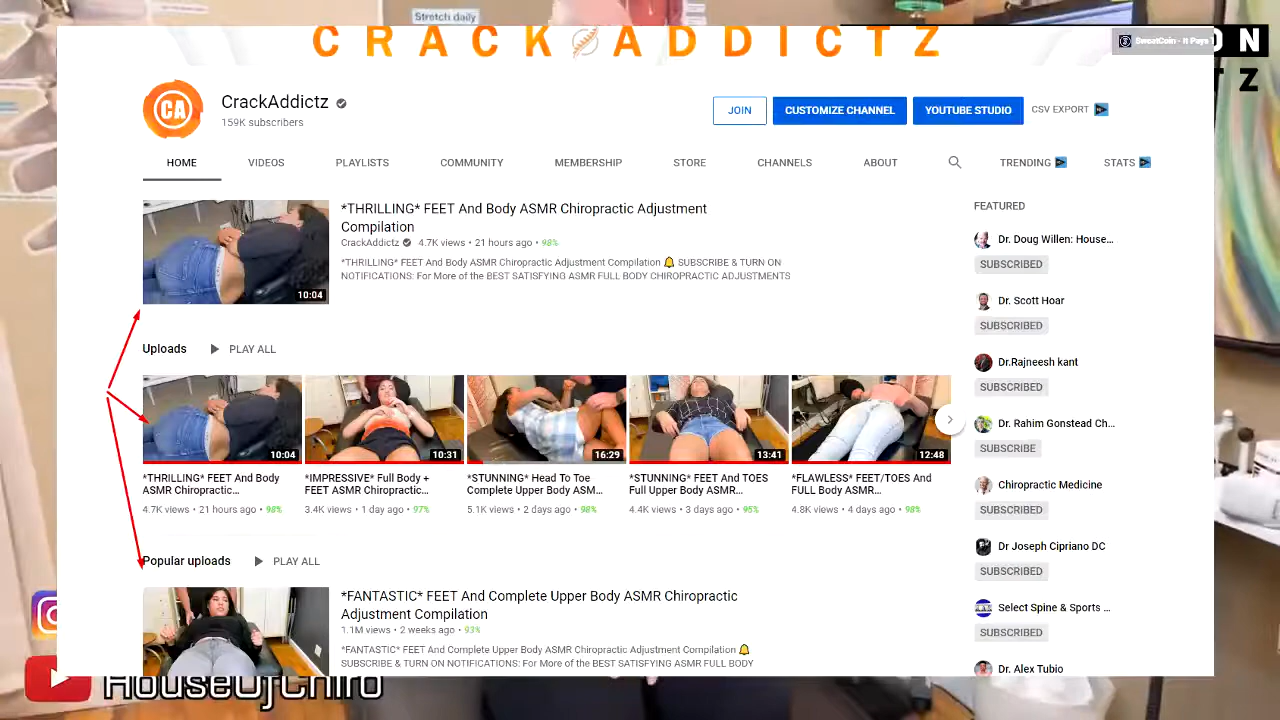 Stretch daily
CRACK ADDICTZ
SweatCoin - It Pays
ON
TZ
CA
CrackAddictz
159K subscribers
JOIN
CUSTOMIZE CHANNEL
YOUTUBE STUDIO
CSV EXPORT
HOME
VIDEOS
PLAYLISTS
COMMUNITY
MEMBERSHIP
STORE
CHANNELS
ABOUT
TRENDING
STATS
10:04
*THRILLING* FEET And Body ASMR Chiropractic Adjustment
Compilation
CrackAddictz 4.7K views • 21 hours ago • 98%
*THRILLING* FEET And Body ASMR Chiropractic Adjustment Compilation 🔔 SUBSCRIBE & TURN ON
NOTIFICATIONS: For More of the BEST SATISFYING ASMR FULL BODY CHIROPRACTIC ADJUSTMENTS
Uploads
PLAY ALL
10:04
*THRILLING* FEET And Body
ASMR Chiropractic...
4.7K views • 21 hours ago • 98%
10:31
*IMPRESSIVE* Full Body +
FEET ASMR Chiropractic...
3.4K views • 1 day ago • 97%
16:29
*STUNNING* Head To Toe
Complete Upper Body ASM...
5.1K views • 2 days ago • 98%
13:41
*STUNNING* FEET And TOES
Full Upper Body ASMR...
4.4K views • 3 days ago • 95%
12:48
*FLAWLESS* FEET/TOES And
FULL Body ASMR...
4.8K views • 4 days ago • 98%
Popular uploads
PLAY ALL
*FANTASTIC* FEET And Complete Upper Body ASMR Chiropractic
Adjustment Compilation
1.1M views • 2 weeks ago • 93%
*FANTASTIC* FEET And Complete Upper Body ASMR Chiropractic Adjustment Compilation 🔔
SUBSCRIBE & TURN ON NOTIFICATIONS: For More of the BEST SATISFYING ASMR FULL BODY
FEATURED
Dr. Doug Willen: House...
SUBSCRIBED
Dr. Scott Hoar
SUBSCRIBED
Dr.Rajneesh kant
SUBSCRIBED
Dr. Rahim Gonstead Ch...
SUBSCRIBE
Chiropractic Medicine
SUBSCRIBED
Dr Joseph Cipriano DC
SUBSCRIBED
Select Spine & Sports ...
SUBSCRIBED
Dr. Alex Tubio
HouseOfChiro